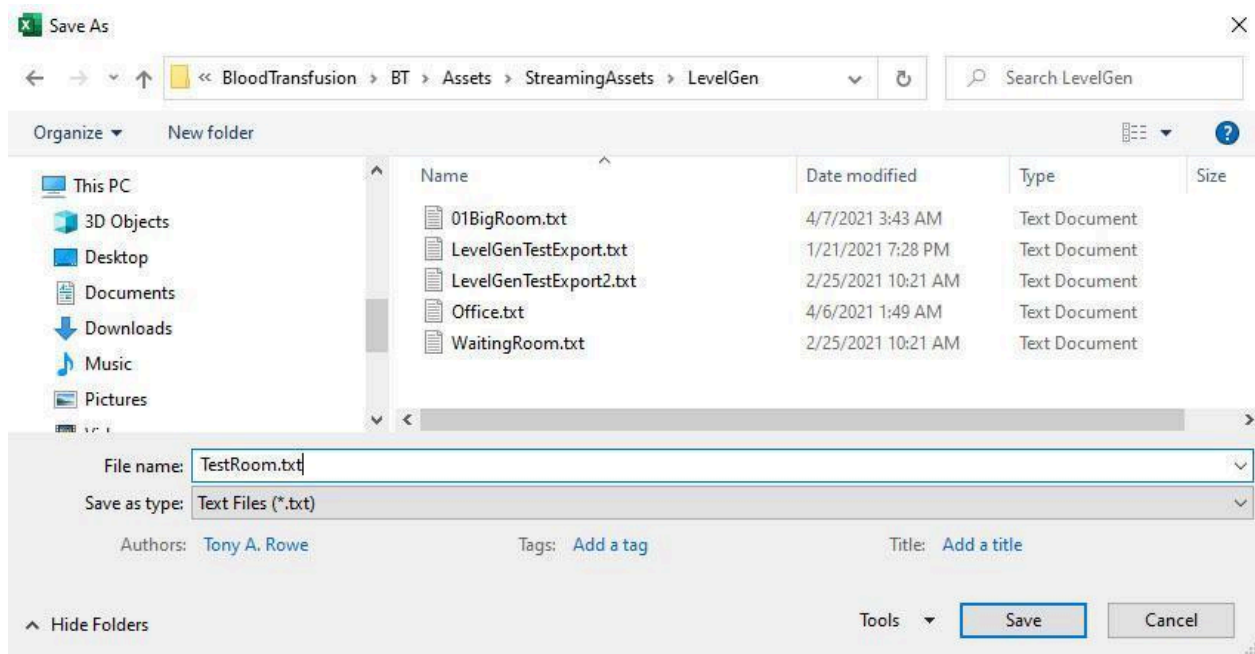 Save As
« BloodTransfusion › BT › Assets › StreamingAssets › LevelGen
Search LevelGen
Organize
New folder
This PC
3D Objects
Desktop
Documents
Downloads
Music
Pictures
Name Date modified Type Size
01BigRoom.txt 4/7/2021 3:43 AM Text Document
LevelGenTestExport.txt 1/21/2021 7:28 PM Text Document
LevelGenTestExport2.txt 2/25/2021 10:21 AM Text Document
Office.txt 4/6/2021 1:49 AM Text Document
WaitingRoom.txt 2/25/2021 10:21 AM Text Document
File name: TestRoom.txt
Save as type: Text Files (*.txt)
Authors: Tony A. Rowe Tags: Add a tag Title: Add a title
Hide Folders Tools Save Cancel